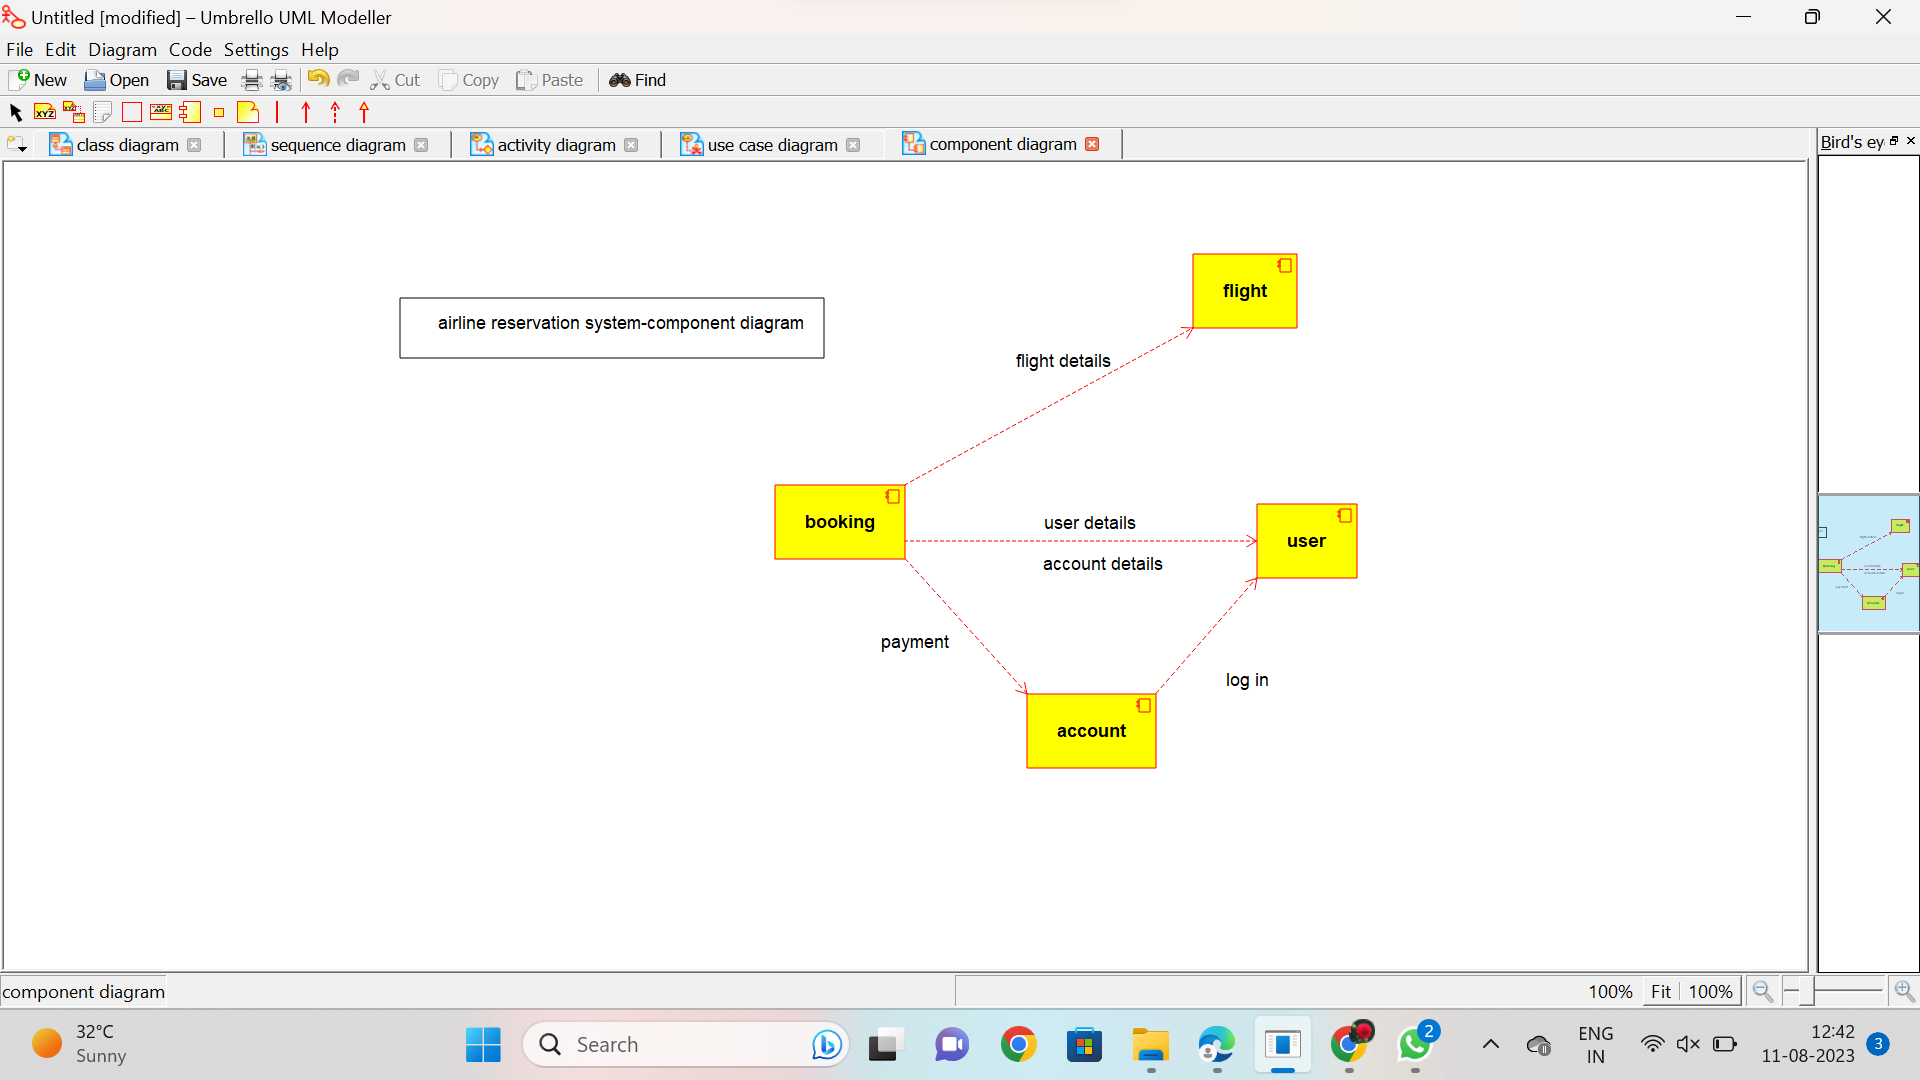 Untitled [modified] – Umbrello UML Modeller
File Edit Diagram Code Settings Help
New Open Save Cut Copy Paste Find
class diagram sequence diagram activity diagram use case diagram component diagram
Bird's ey
flight
airline reservation system-component diagram
flight details
booking
user details
user
account details
payment
log in
account
component diagram
100% Fit 100%
32°C
Sunny
Search
2
ENG
IN
12:42
11-08-2023
3